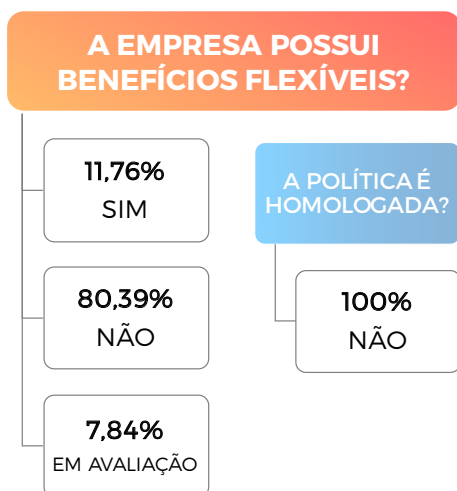 A EMPRESA POSSUI
BENEFÍCIOS FLEXÍVEIS?
11,76%
SIM
80,39%
NÃO
7,84%
EM AVALIAÇÃO
A POLÍTICA É
HOMOLOGADA?
100%
NÃO